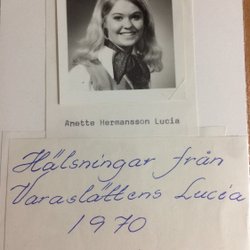 Anette Hermansson Lucia
Hälsningar från
Varaslättens Lucia
1970